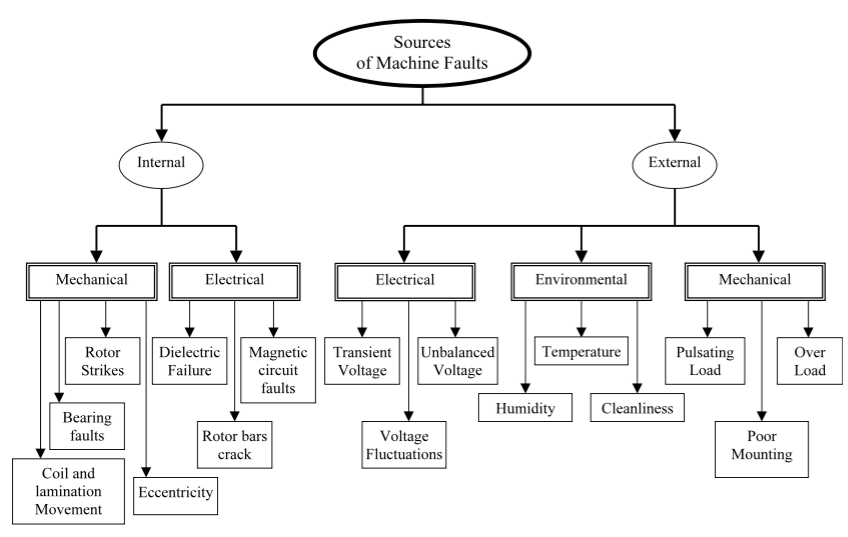 Sources
of Machine Faults
Internal
External
Mechanical
Electrical
Electrical
Environmental
Mechanical
Rotor
Strikes
Dielectric
Failure
Magnetic
circuit
faults
Transient
Voltage
Unbalanced
Voltage
Temperature
Pulsating
Load
Over
Load
Bearing
faults
Rotor bars
crack
Voltage
Fluctuations
Humidity
Cleanliness
Poor
Mounting
Coil and
lamination
Movement
Eccentricity